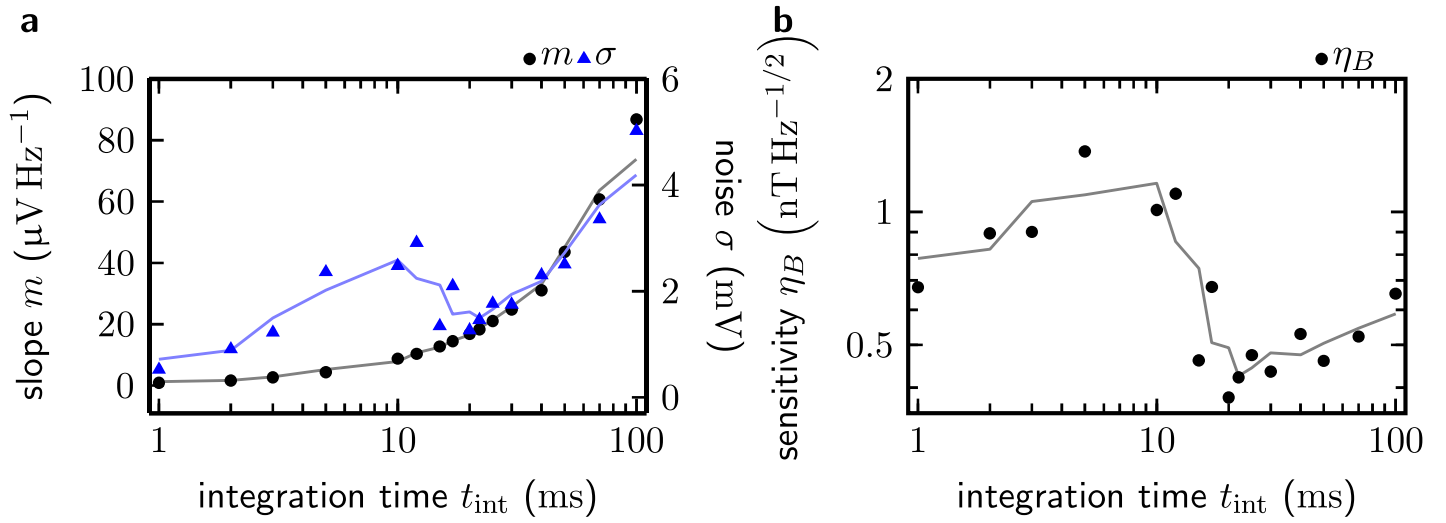 a
● m ▲ σ
100
80
60
40
20
0
slope m (µV Hz⁻¹)
6
4
2
0
noise σ (mV)
1 10 100
integration time t_int (ms)
b
● η_B
2
1
0.5
sensitivity η_B (nT Hz^{-1/2})
1 10 100
integration time t_int (ms)